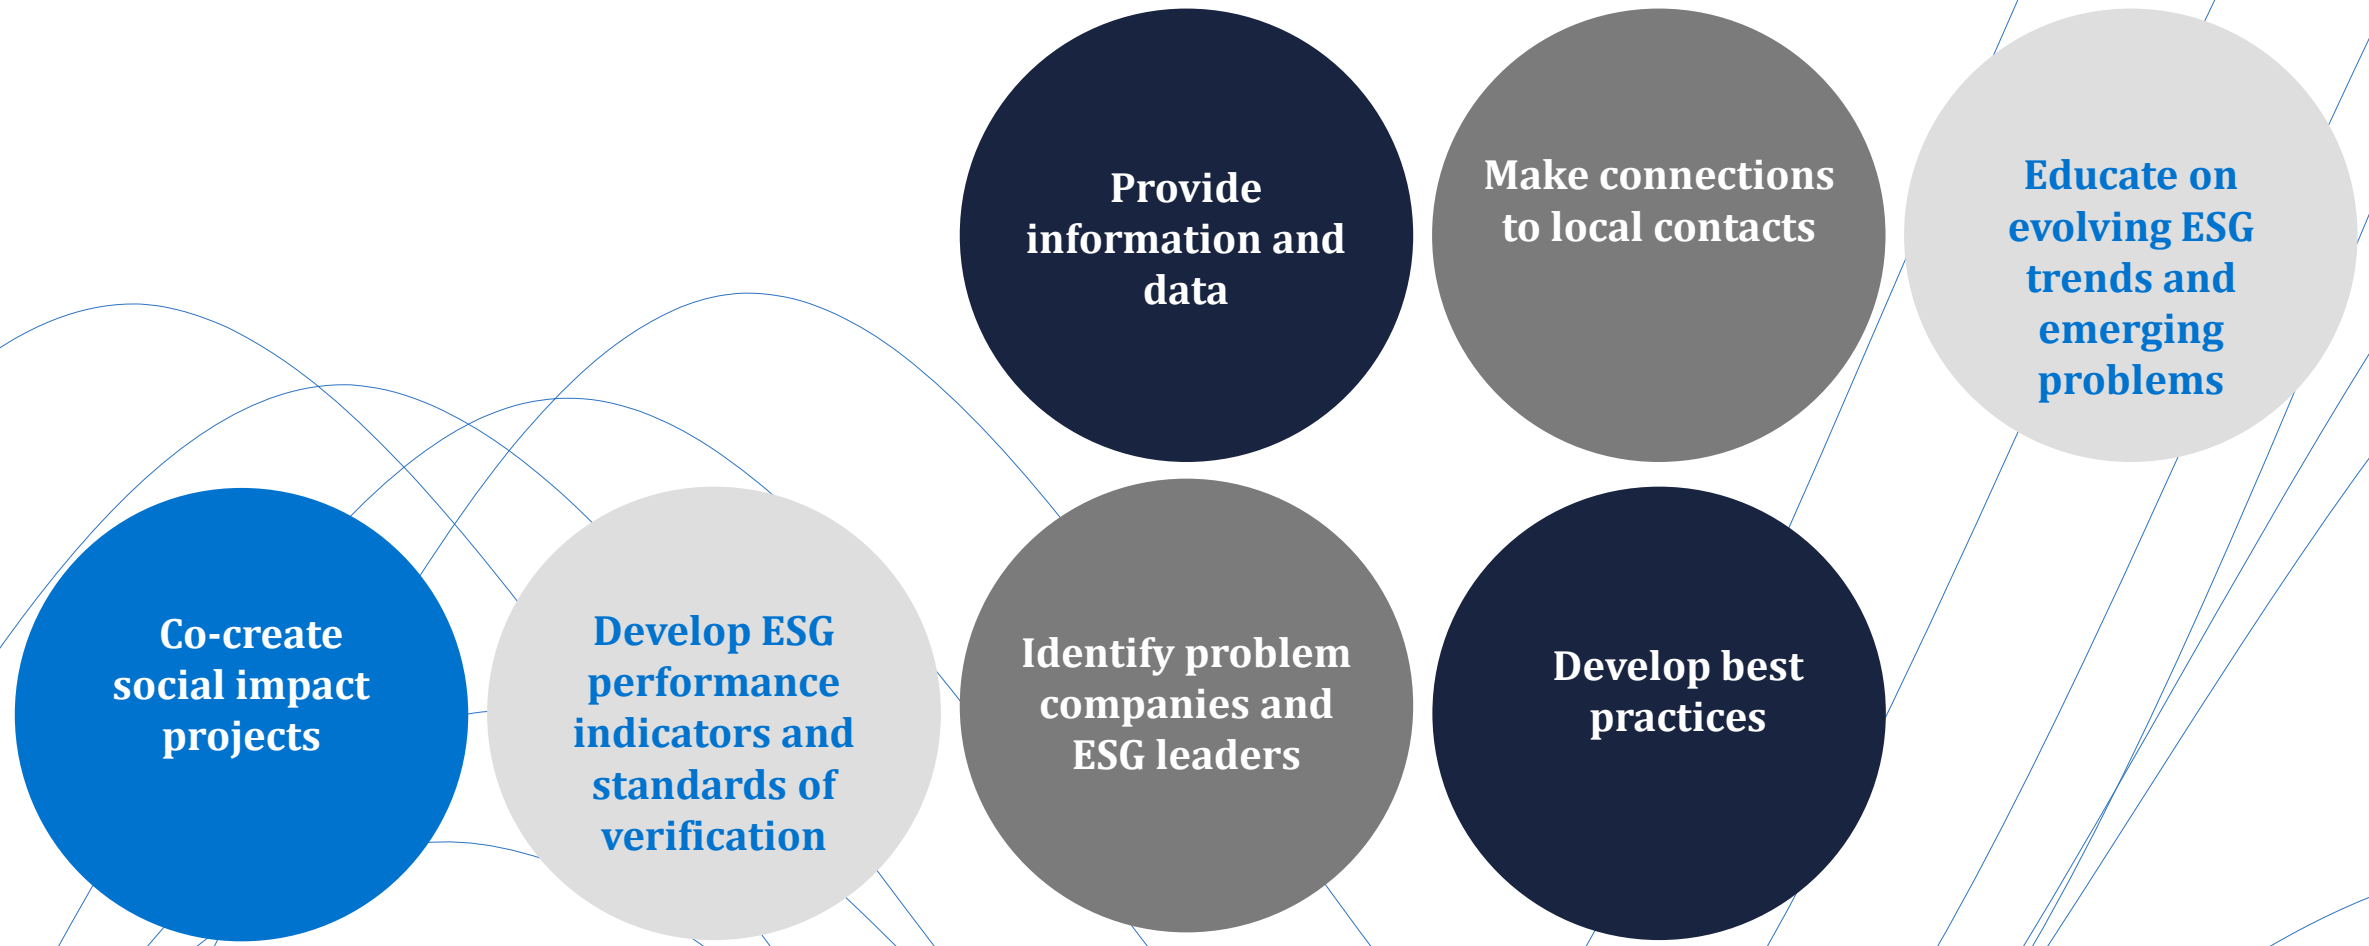 Provide
information and
data
Make connections
to local contacts
Educate on
evolving ESG
trends and
emerging
problems
Co-create
social impact
projects
Develop ESG
performance
indicators and
standards of
verification
Identify problem
companies and
ESG leaders
Develop best
practices